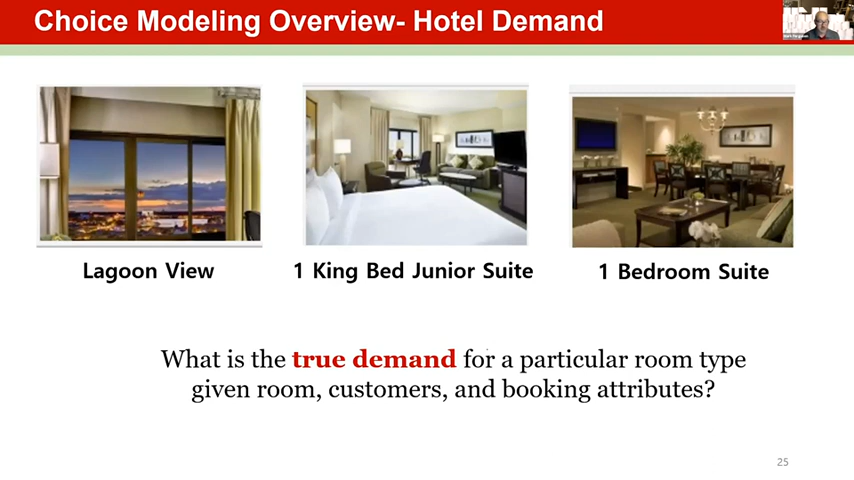 Choice Modeling Overview- Hotel Demand
Lagoon View
1 King Bed Junior Suite
1 Bedroom Suite
What is the true demand for a particular room type
given room, customers, and booking attributes?
25